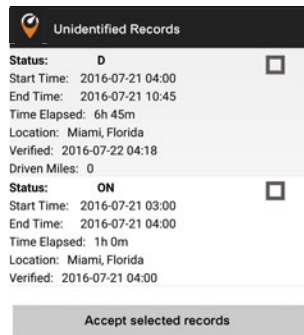 Unidentified Records
Status: D
Start Time: 2016-07-21 04:00
End Time: 2016-07-21 10:45
Time Elapsed: 6h 45m
Location: Miami, Florida
Verified: 2016-07-22 04:18
Driven Miles: 0
Status: ON
Start Time: 2016-07-21 03:00
End Time: 2016-07-21 04:00
Time Elapsed: 1h 0m
Location: Miami, Florida
Verified: 2016-07-21 04:00
Accept selected records